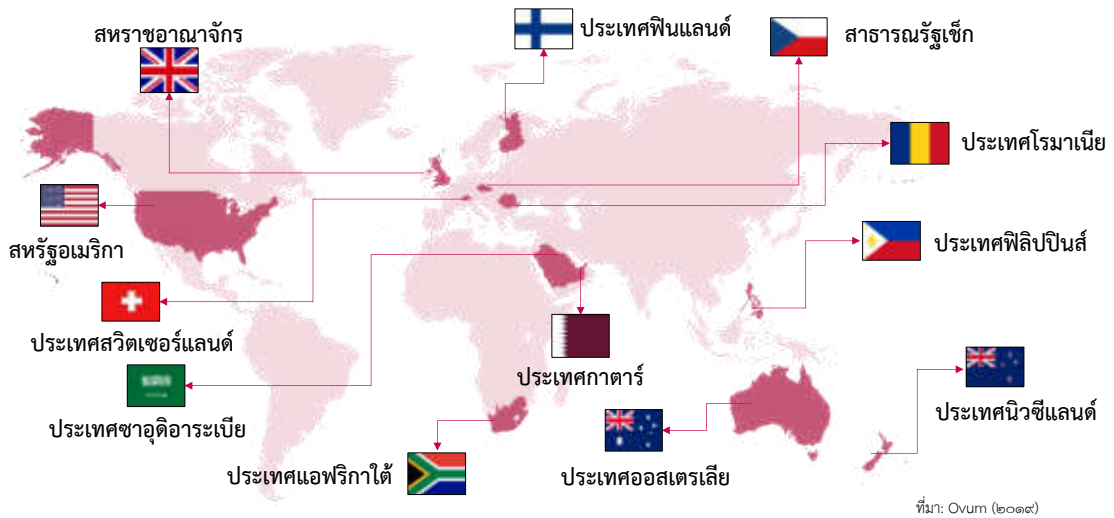 สหราชอาณาจักร
ประเทศฟินแลนด์
สาธารณรัฐเช็ก
ประเทศโรมาเนีย
สหรัฐอเมริกา
ประเทศฟิลิปปินส์
ประเทศสวิตเซอร์แลนด์
ประเทศกาตาร์
ประเทศนิวซีแลนด์
ประเทศซาอุดิอาระเบีย
ประเทศแอฟริกาใต้
ประเทศออสเตรเลีย
ที่มา: Ovum (๒๐๑๙)